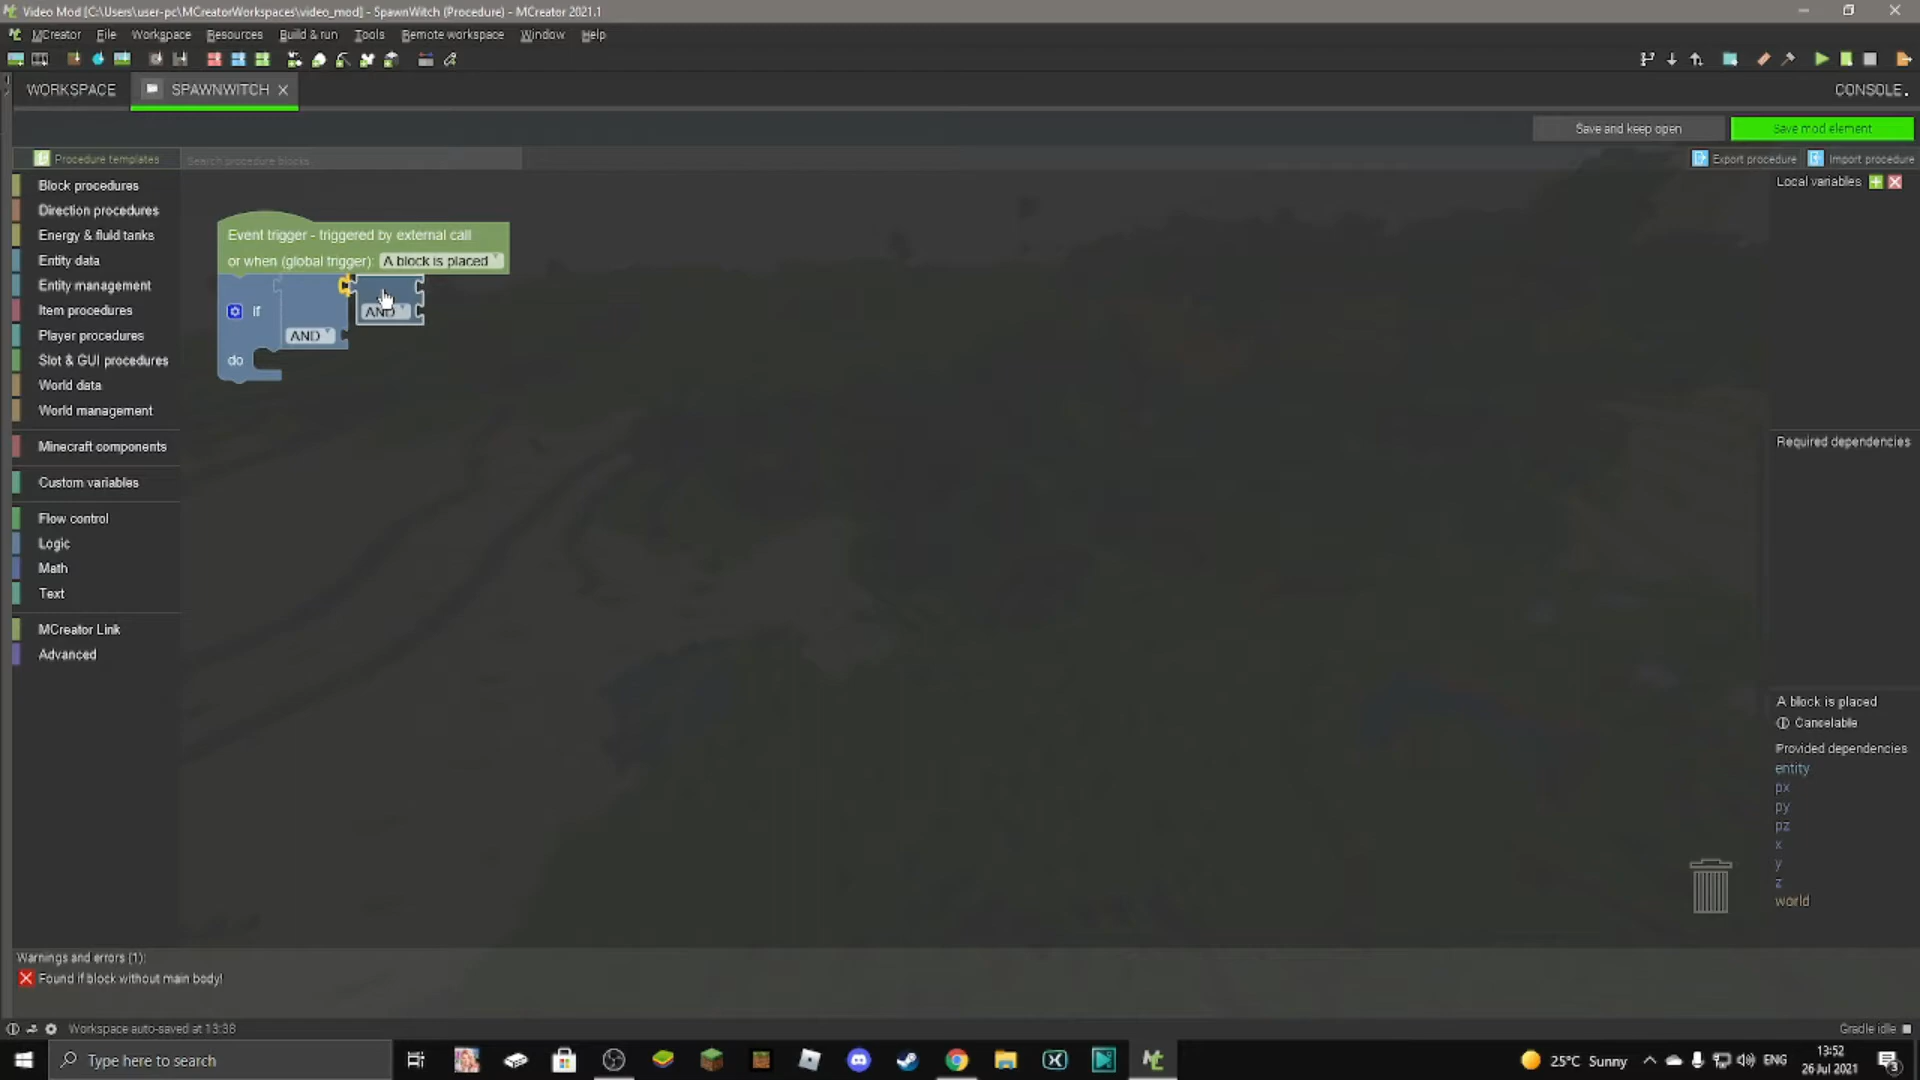 Video Mod [C:\Users\user-pc\MCreatorWorkspaces\video_mod] - SpawnWitch (Procedure) - MCreator 2021.1
MCreator File Workspace Resources Build & run Tools Remote workspace Window Help
WORKSPACE SPAWNWITCH CONSOLE
Save and keep open Save mod element
Procedure templates Search procedure blocks Export procedure Import procedure
Local variables
Block procedures
Direction procedures
Energy & fluid tanks
Entity data
Entity management
Item procedures
Player procedures
Slot & GUI procedures
World data
World management
Minecraft components
Custom variables
Flow control
Logic
Math
Text
MCreator Link
Advanced
Event trigger - triggered by external call
or when (global trigger): A block is placed
if
AND
AND
do
Required dependencies
A block is placed
Cancelable
Provided dependencies
entity
px
py
pz
x
y
z
world
Warnings and errors (1):
Found if block without main body!
Workspace auto-saved at 13:38 Gradle idle
Type here to search 25°C Sunny ENG 13:52
26 Jul 2021 3